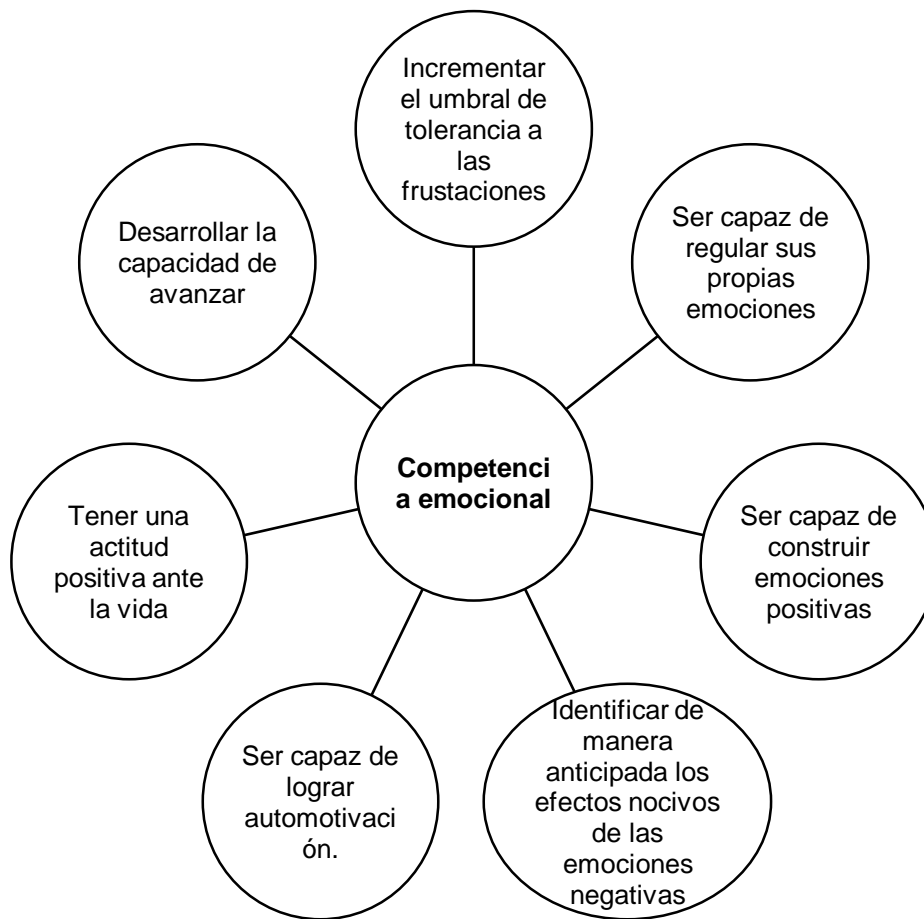 Incrementar
el umbral de
tolerancia a
las
frustaciones
Ser capaz de
regular sus
propias
emociones
Ser capaz de
construir
emociones
positivas
Identificar de
manera
anticipada los
efectos nocivos
de las
emociones
negativas
Ser capaz de
lograr
automotivaci
ón.
Tener una
actitud
positiva ante
la vida
Desarrollar la
capacidad de
avanzar
Competenci
a emocional